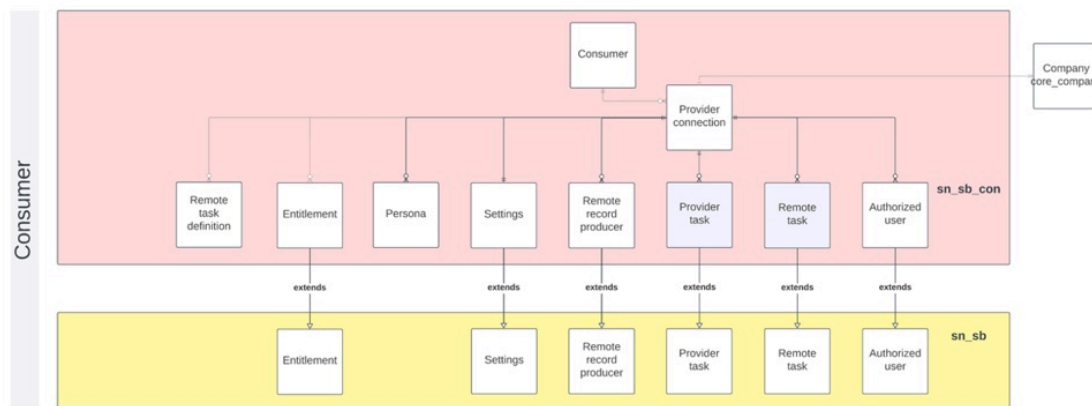 Consumer
Consumer
Company
core_compan
Provider
connection
sn_sb_con
Remote
task
definition
Entitlement
Persona
Settings
Remote
record
producer
Provider
task
Remote
task
Authorized
user
extends
extends
extends
extends
extends
extends
sn_sb
Entitlement
Settings
Remote
record
producer
Provider
task
Remote
task
Authorized
user